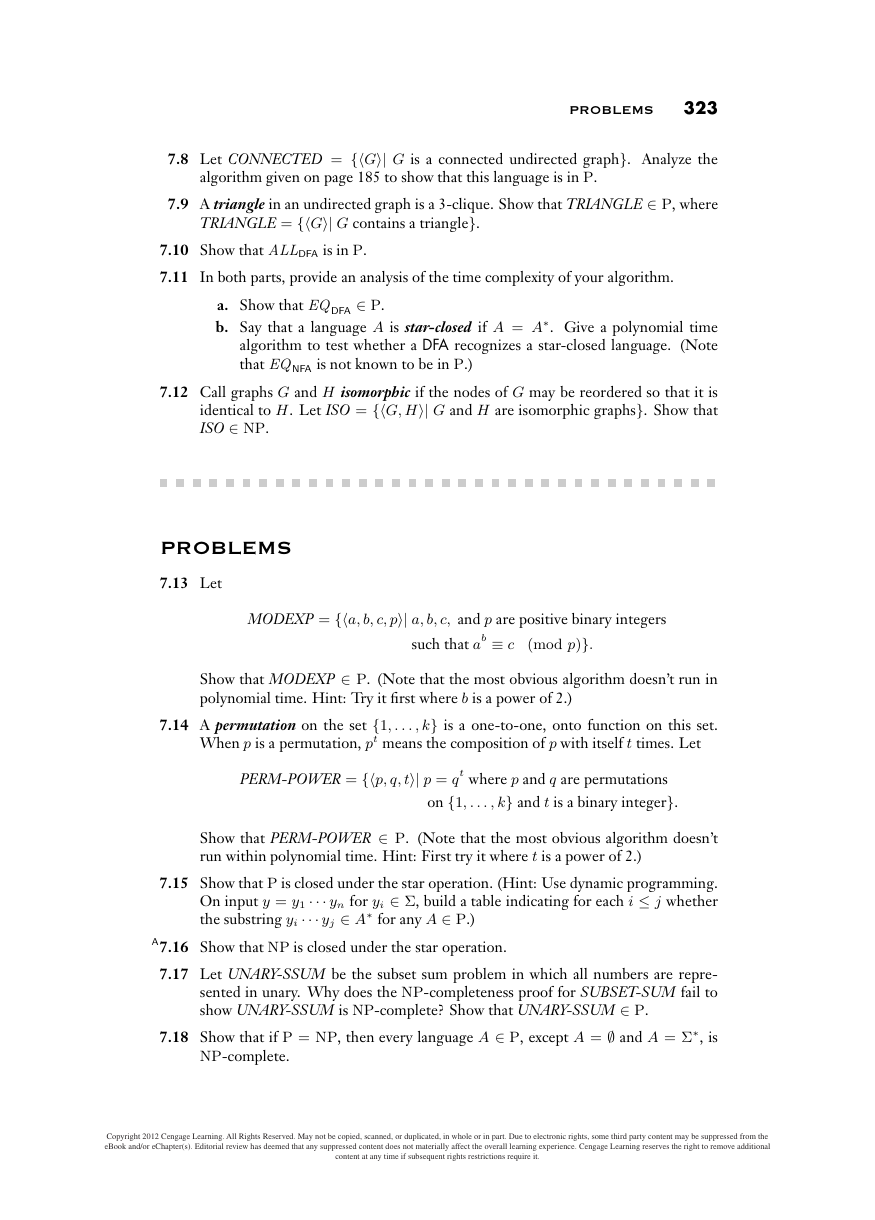 PROBLEMS 323
7.8 Let CONNECTED = {⟨G⟩| G is a connected undirected graph}. Analyze the
algorithm given on page 185 to show that this language is in P.
7.9 A triangle in an undirected graph is a 3-clique. Show that TRIANGLE ∈ P, where
TRIANGLE = {⟨G⟩| G contains a triangle}.
7.10 Show that ALL_DFA is in P.
7.11 In both parts, provide an analysis of the time complexity of your algorithm.
a. Show that EQ_DFA ∈ P.
b. Say that a language A is star-closed if A = A*. Give a polynomial time
algorithm to test whether a DFA recognizes a star-closed language. (Note
that EQ_NFA is not known to be in P.)
7.12 Call graphs G and H isomorphic if the nodes of G may be reordered so that it is
identical to H. Let ISO = {⟨G, H⟩| G and H are isomorphic graphs}. Show that
ISO ∈ NP.
PROBLEMS
7.13 Let
MODEXP = {⟨a, b, c, p⟩| a, b, c, and p are positive binary integers
such that a^b ≡ c (mod p)}.
Show that MODEXP ∈ P. (Note that the most obvious algorithm doesn't run in
polynomial time. Hint: Try it first where b is a power of 2.)
7.14 A permutation on the set {1, . . . , k} is a one-to-one, onto function on this set.
When p is a permutation, p^t means the composition of p with itself t times. Let
PERM-POWER = {⟨p, q, t⟩| p = q^t where p and q are permutations
on {1, . . . , k} and t is a binary integer}.
Show that PERM-POWER ∈ P. (Note that the most obvious algorithm doesn't
run within polynomial time. Hint: First try it where t is a power of 2.)
7.15 Show that P is closed under the star operation. (Hint: Use dynamic programming.
On input y = y₁ · · · yₙ for yᵢ ∈ Σ, build a table indicating for each i ≤ j whether
the substring yᵢ · · · yⱼ ∈ A* for any A ∈ P.)
ᴬ7.16 Show that NP is closed under the star operation.
7.17 Let UNARY-SSUM be the subset sum problem in which all numbers are repre-
sented in unary. Why does the NP-completeness proof for SUBSET-SUM fail to
show UNARY-SSUM is NP-complete? Show that UNARY-SSUM ∈ P.
7.18 Show that if P = NP, then every language A ∈ P, except A = ∅ and A = Σ*, is
NP-complete.
Copyright 2012 Cengage Learning. All Rights Reserved. May not be copied, scanned, or duplicated, in whole or in part. Due to electronic rights, some third party content may be suppressed from the
eBook and/or eChapter(s). Editorial review has deemed that any suppressed content does not materially affect the overall learning experience. Cengage Learning reserves the right to remove additional
content at any time if subsequent rights restrictions require it.